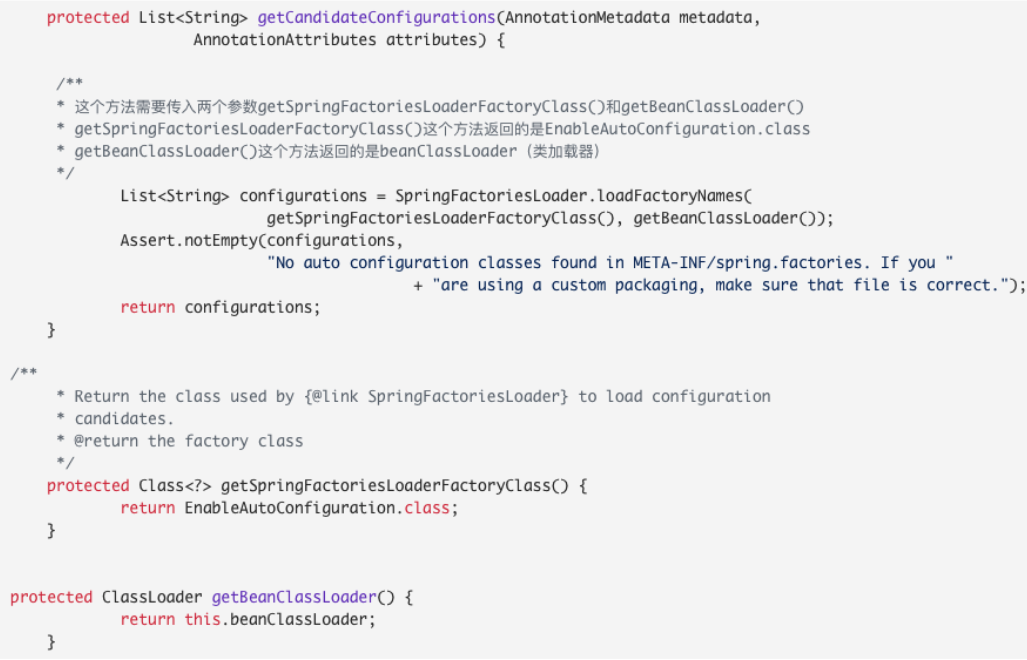 protected List<String> getCandidateConfigurations(AnnotationMetadata metadata,
AnnotationAttributes attributes) {
/**
* 这个方法需要传入两个参数getSpringFactoriesLoaderFactoryClass()和getBeanClassLoader()
* getSpringFactoriesLoaderFactoryClass()这个方法返回的是EnableAutoConfiguration.class
* getBeanClassLoader()这个方法返回的是beanClassLoader（类加载器）
*/
List<String> configurations = SpringFactoriesLoader.loadFactoryNames(
getSpringFactoriesLoaderFactoryClass(), getBeanClassLoader());
Assert.notEmpty(configurations,
"No auto configuration classes found in META-INF/spring.factories. If you "
+ "are using a custom packaging, make sure that file is correct.");
return configurations;
}
/**
* Return the class used by {@link SpringFactoriesLoader} to load configuration
* candidates.
* @return the factory class
*/
protected Class<?> getSpringFactoriesLoaderFactoryClass() {
return EnableAutoConfiguration.class;
}
protected ClassLoader getBeanClassLoader() {
return this.beanClassLoader;
}